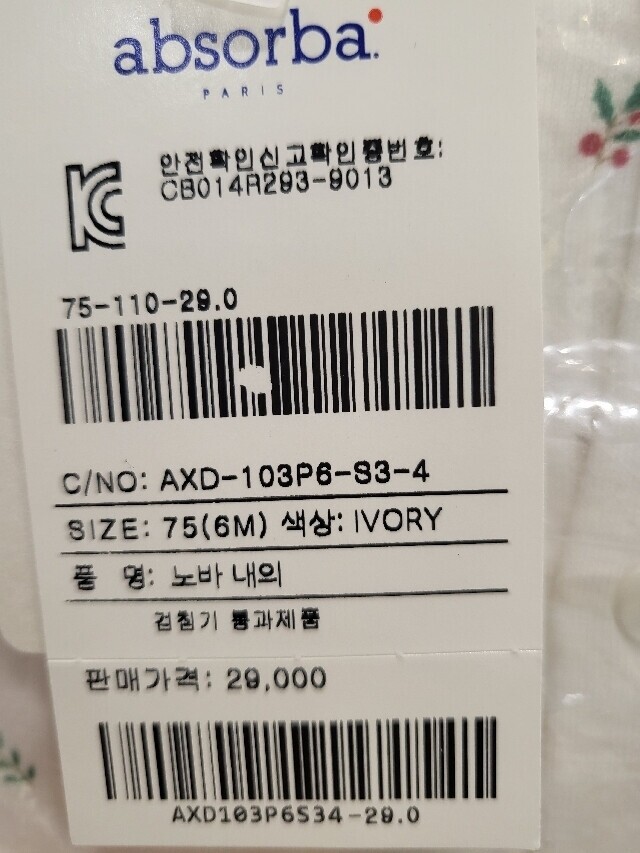 absorba.
PARIS
안전확인신고확인증번호:
CB014R293-9013
75-110-29.0
C/NO: AXD-103P6-S3-4
SIZE: 75(6M) 색상: IVORY
품 명: 노바 내의
검침기 통과제품
판매가격: 29,000
AXD103P6S34-29.0